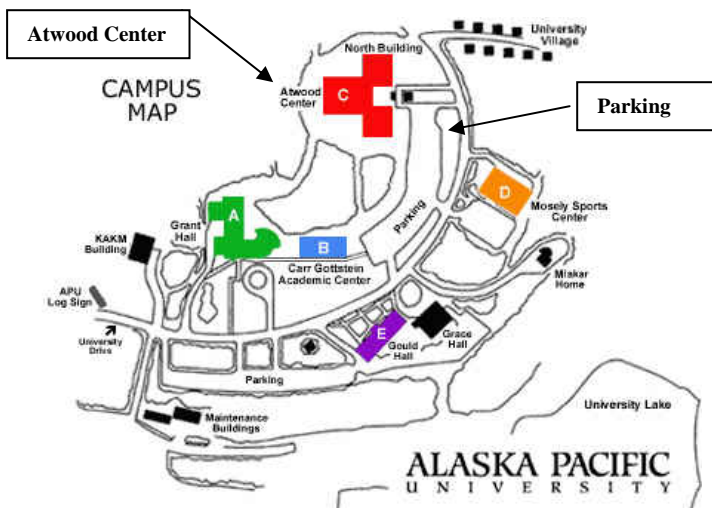 Atwood Center
University
Village
North Building
CAMPUS
MAP
Atwood
Center
C
Parking
D
Mosely Sports
Center
A
Grant
Hall
KAKM
Building
B
Parking
Carr Gottstein
Academic Center
Miskar
Home
APU
Log Sign
University
Drive
E
Gould
Hall
Grace
Hall
Parking
Maintenance
Buildings
University Lake
ALASKA PACIFIC
UNIVERSITY